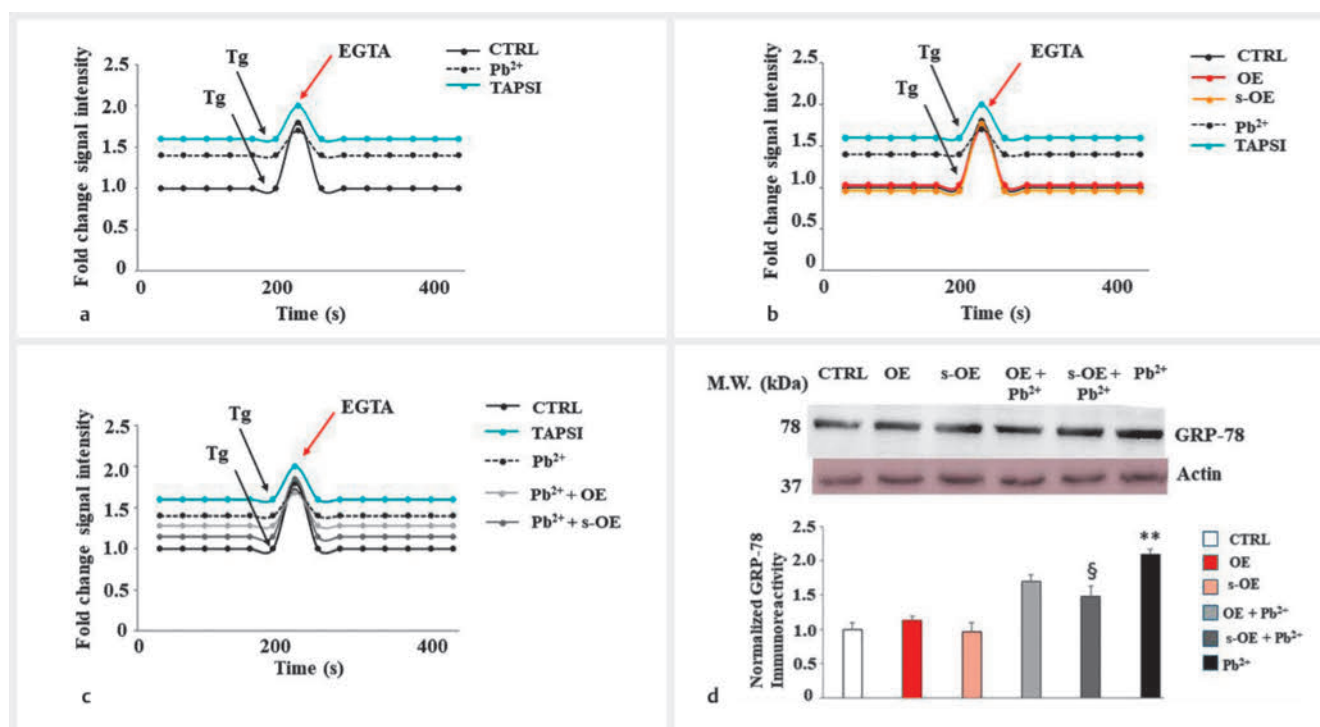 Fold change signal intensity
2.5
2.0
1.5
1.0
0.5
0
0
200
400
Time (s)
Tg
Tg
EGTA
CTRL
Pb²⁺
TAPSI
a
Fold change signal intensity
2.5
2.0
1.5
1.0
0.5
0
0
200
400
Time (s)
Tg
Tg
EGTA
CTRL
OE
s-OE
Pb²⁺
TAPSI
b
Fold change signal intensity
2.5
2.0
1.5
1.0
0.5
0
0
200
400
Time (s)
Tg
Tg
EGTA
CTRL
TAPSI
Pb²⁺
Pb²⁺ + OE
Pb²⁺ + s-OE
c
M.W. (kDa)
CTRL
OE
s-OE
OE +
Pb²⁺
s-OE +
Pb²⁺
Pb²⁺
78
GRP-78
37
Actin
Normalized GRP-78
Immunoreactivity
2.5
2.0
1.5
1.0
0.5
0
§
**
CTRL
OE
s-OE
OE + Pb²⁺
s-OE + Pb²⁺
Pb²⁺
d